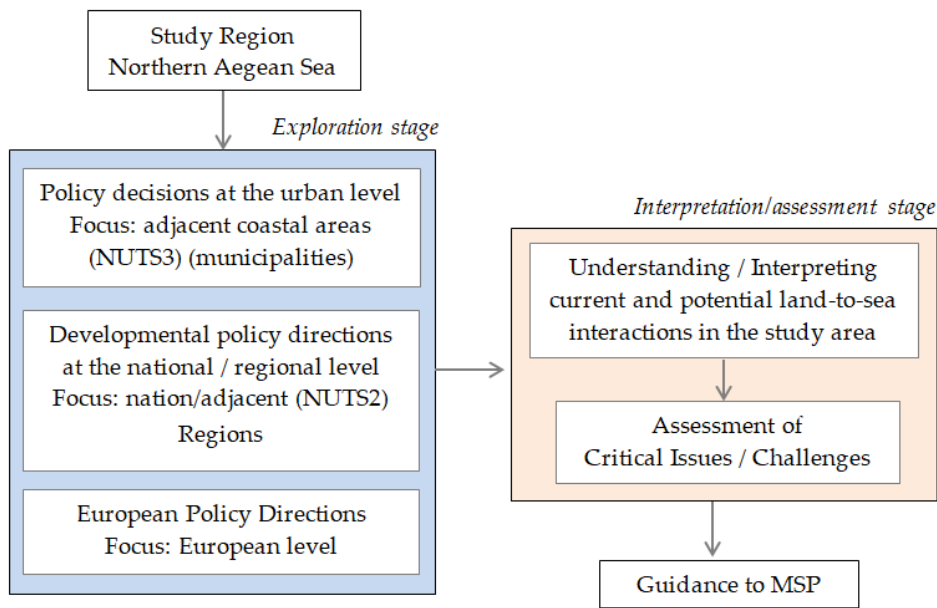 Study Region
Northern Aegean Sea
Exploration stage
Policy decisions at the urban level
Focus: adjacent coastal areas
(NUTS3) (municipalities)
Developmental policy directions
at the national / regional level
Focus: nation/adjacent (NUTS2)
Regions
European Policy Directions
Focus: European level
Interpretation/assessment stage
Understanding / Interpreting
current and potential land-to-sea
interactions in the study area
Assessment of
Critical Issues / Challenges
Guidance to MSP